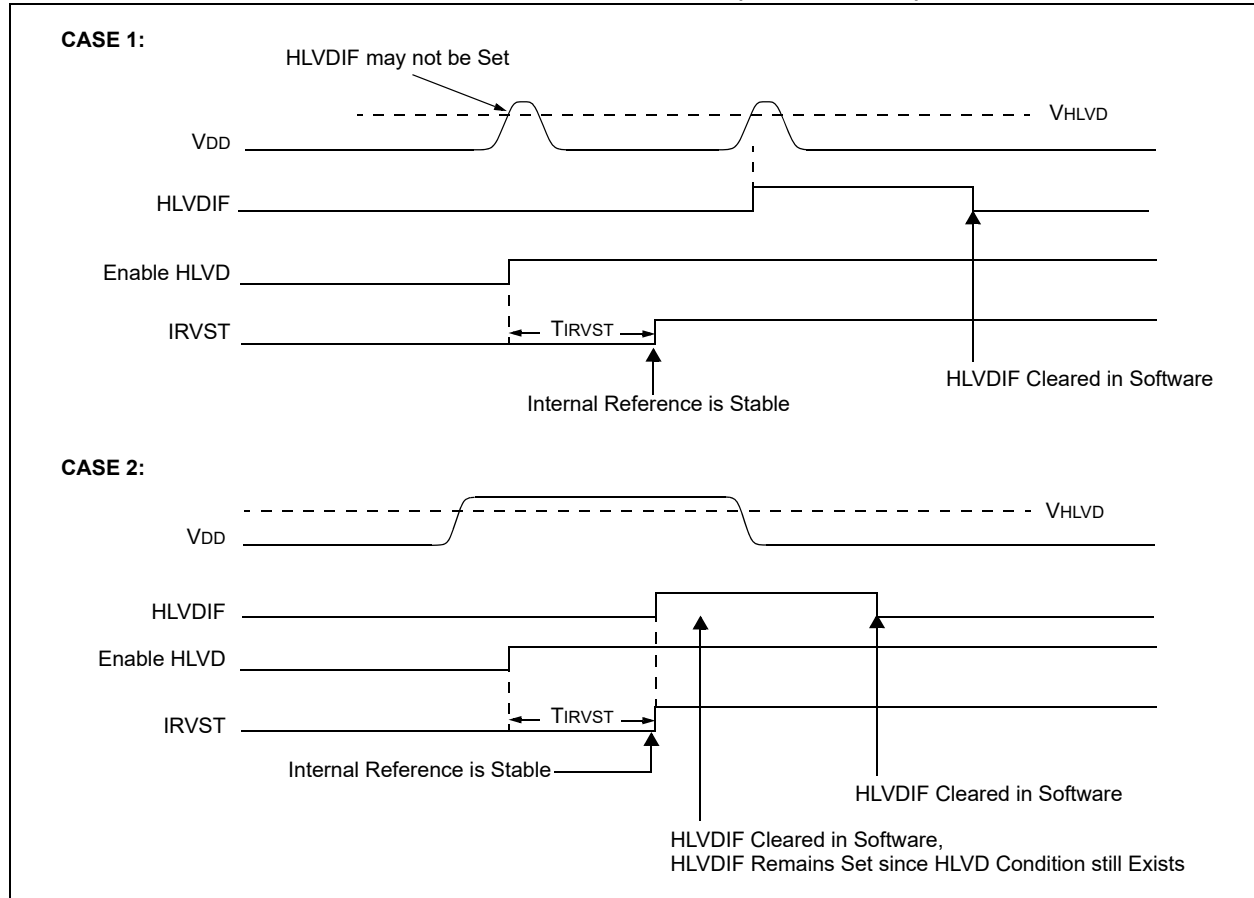 CASE 1:
HLVDIF may not be Set
VHLVD
VDD
HLVDIF
Enable HLVD
TIRVST
IRVST
HLVDIF Cleared in Software
Internal Reference is Stable
CASE 2:
VHLVD
VDD
HLVDIF
Enable HLVD
TIRVST
IRVST
Internal Reference is Stable
HLVDIF Cleared in Software
HLVDIF Cleared in Software,
HLVDIF Remains Set since HLVD Condition still Exists